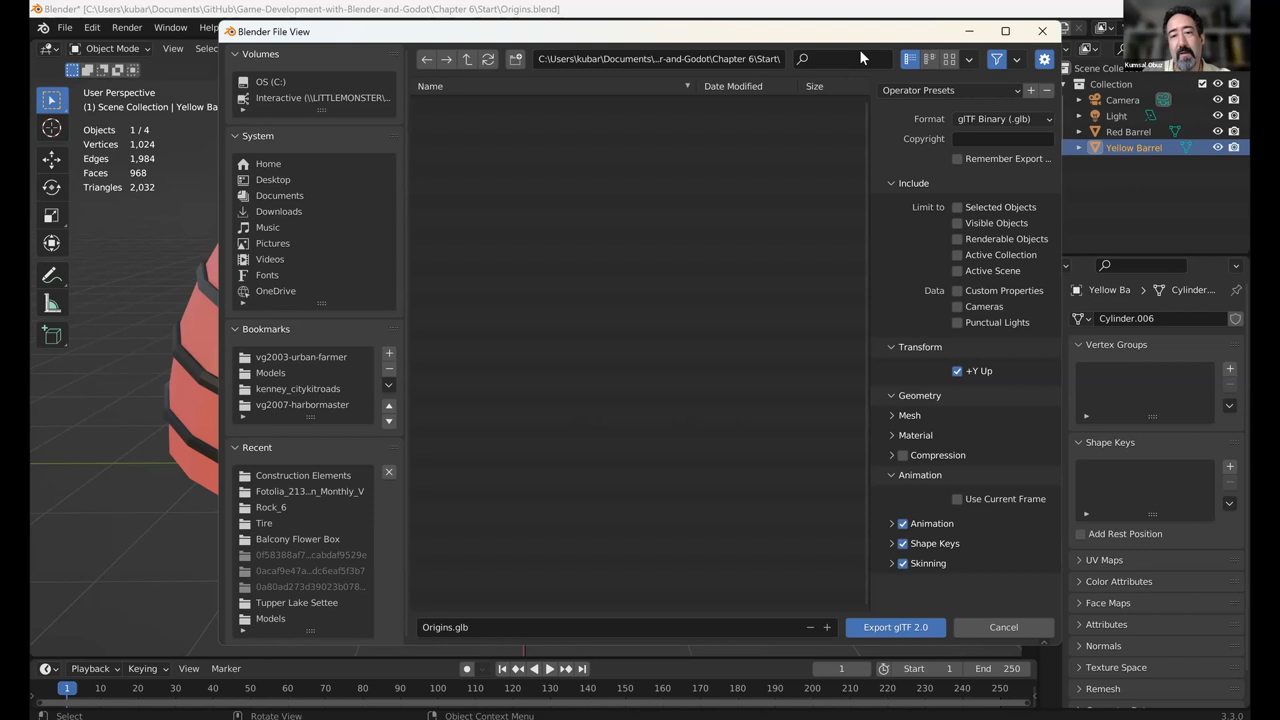 Blender* [C:\Users\kubar\Documents\GitHub\Game-Development-with-Blender-and-Godot\Chapter 6\Start\Origins.blend]
File
Edit
Render
Window
Blender File View
Kumsal Obuz
Object Mode
Selec
User Perspective
(1) Scene Collection | Yellow Ba
Objects 1 / 4
Vertices 1,024
Edges 1,984
Faces 968
Triangles 2,032
Volumes
OS (C:)
Interactive (\\LITTLEMONSTER\...
System
Home
Desktop
Documents
Downloads
Music
Pictures
Videos
Fonts
OneDrive
Bookmarks
vg2003-urban-farmer
Models
kenney_citykitroads
vg2007-harbormaster
Recent
Construction Elements
Fotolia_213...n_Monthly_V
Rock_6
Tire
Balcony Flower Box
0f58388af7...cabdaf9529e
0acaf9e47a...dc6eaf5f3b7
0a80ad273d39023b078...
Tupper Lake Settee
Models
C:\Users\kubar\Documents\...r-and-Godot\Chapter 6\Start\
Name
Date Modified
Size
Origins.glb
Operator Presets
Format glTF Binary (.glb)
Copyright
Remember Export ...
Include
Limit to Selected Objects
Visible Objects
Renderable Objects
Active Collection
Active Scene
Data Custom Properties
Cameras
Punctual Lights
Transform
+Y Up
Geometry
Mesh
Material
Compression
Animation
Use Current Frame
Animation
Shape Keys
Skinning
Export glTF 2.0
Cancel
Scene Collec
Collection
Camera
Light
Red Barrel
Yellow Barrel
Yellow Ba
Cylinder....
Cylinder.006
Vertex Groups
Shape Keys
Add Rest Position
UV Maps
Color Attributes
Face Maps
Attributes
Normals
Texture Space
Remesh
Playback
Keying
View
Marker
1
Start 1
End 250
1 10 20 30 40 50 60 70 80 90 100 110 120 130 140 150 160 170 180 190 200 210 220 230 240 250
Select
Rotate View
Object Context Menu
3.3.0